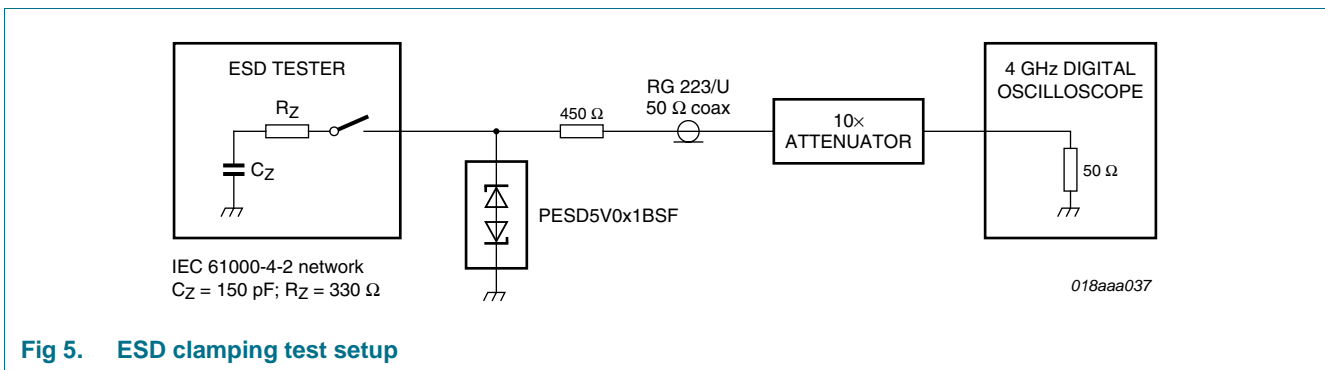 ESD TESTER
RZ
CZ
IEC 61000-4-2 network
CZ = 150 pF; RZ = 330 Ω
450 Ω
RG 223/U
50 Ω coax
PESD5V0x1BSF
10×
ATTENUATOR
4 GHz DIGITAL
OSCILLOSCOPE
50 Ω
018aaa037
Fig 5. ESD clamping test setup